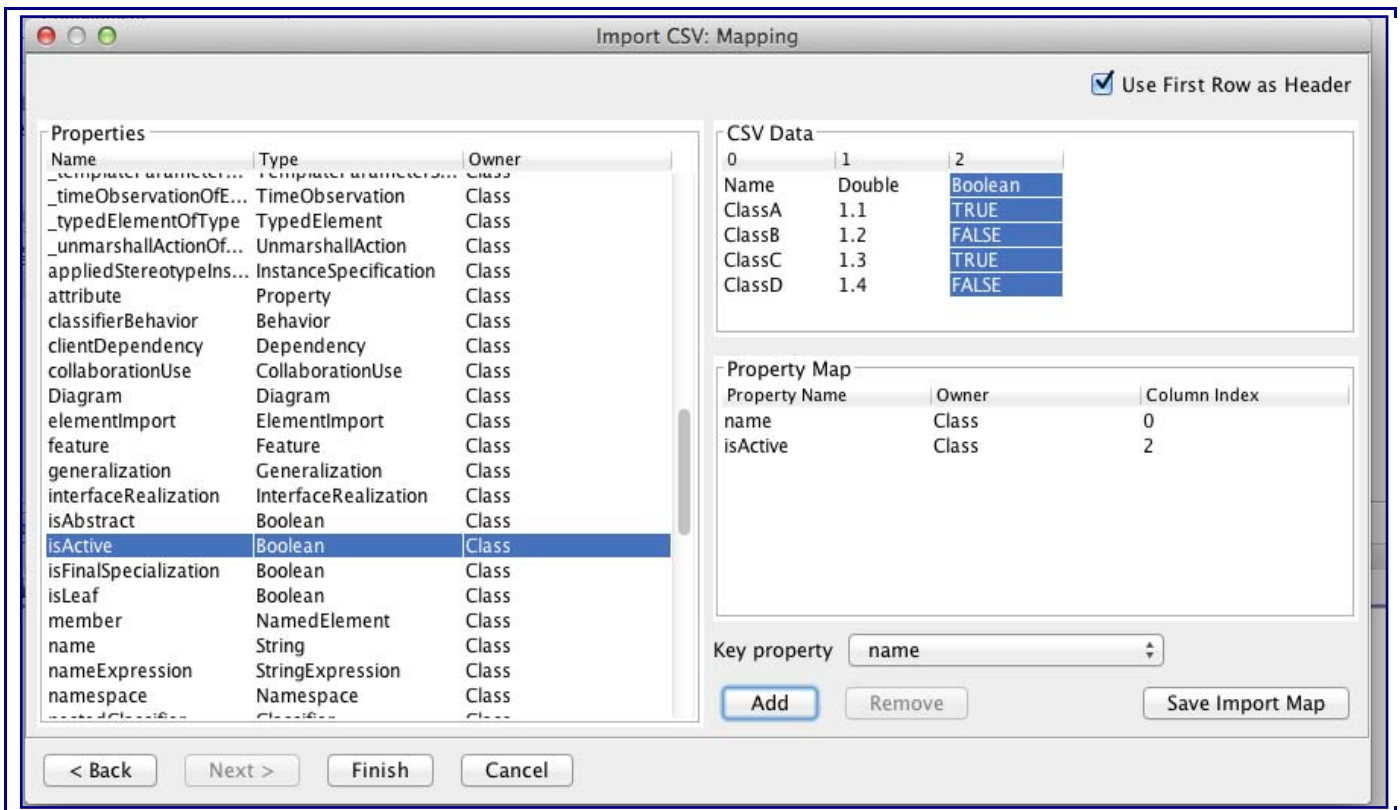 Import CSV: Mapping
Use First Row as Header
Properties
Name Type Owner
_timeObservationOfE... TimeObservation Class
_typedElementOfType TypedElement Class
_unmarshallActionOf... UnmarshallAction Class
appliedStereotypeIns... InstanceSpecification Class
attribute Property Class
classifierBehavior Behavior Class
clientDependency Dependency Class
collaborationUse CollaborationUse Class
Diagram Diagram Class
elementImport ElementImport Class
feature Feature Class
generalization Generalization Class
interfaceRealization InterfaceRealization Class
isAbstract Boolean Class
isActive Boolean Class
isFinalSpecialization Boolean Class
isLeaf Boolean Class
member NamedElement Class
name String Class
nameExpression StringExpression Class
namespace Namespace Class
CSV Data
0 1 2
Name Double Boolean
ClassA 1.1 TRUE
ClassB 1.2 FALSE
ClassC 1.3 TRUE
ClassD 1.4 FALSE
Property Map
Property Name Owner Column Index
name Class 0
isActive Class 2
Key property name
Add Remove Save Import Map
< Back Next > Finish Cancel